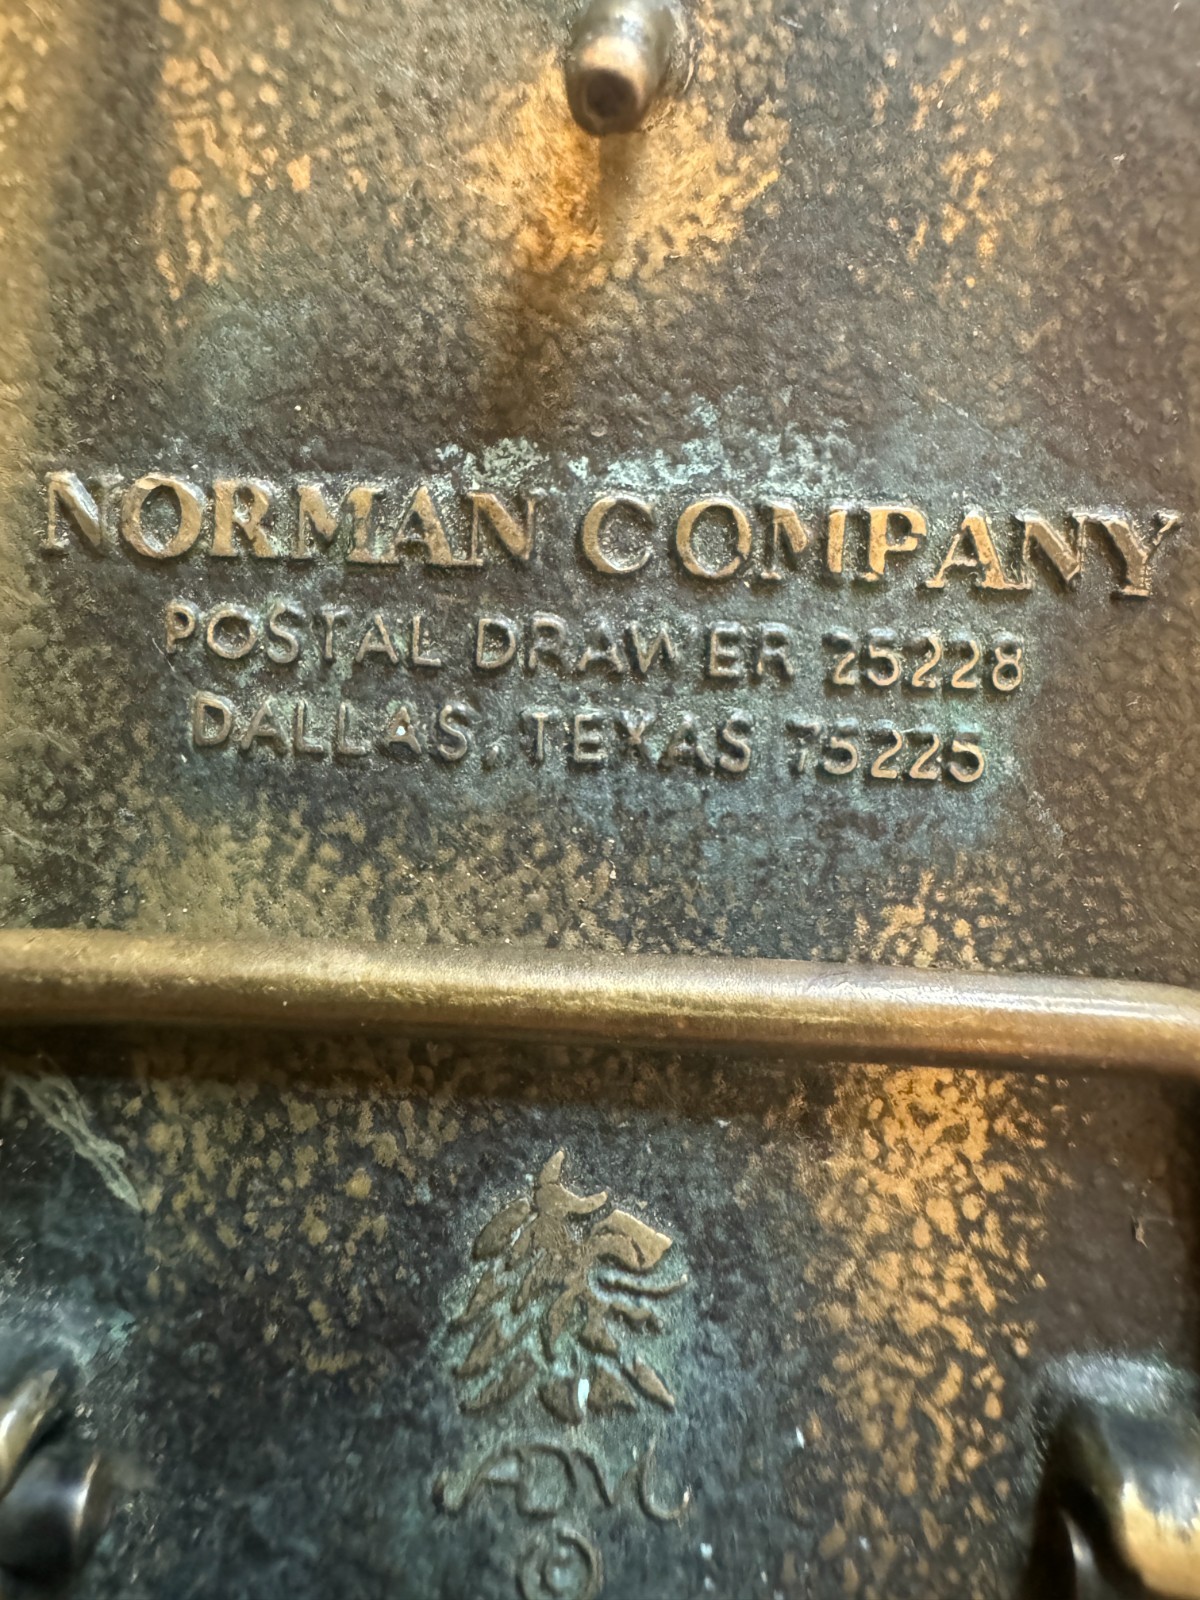 NORMAN COMPANY
POSTAL DRAWER 25228
DALLAS, TEXAS 75225
©